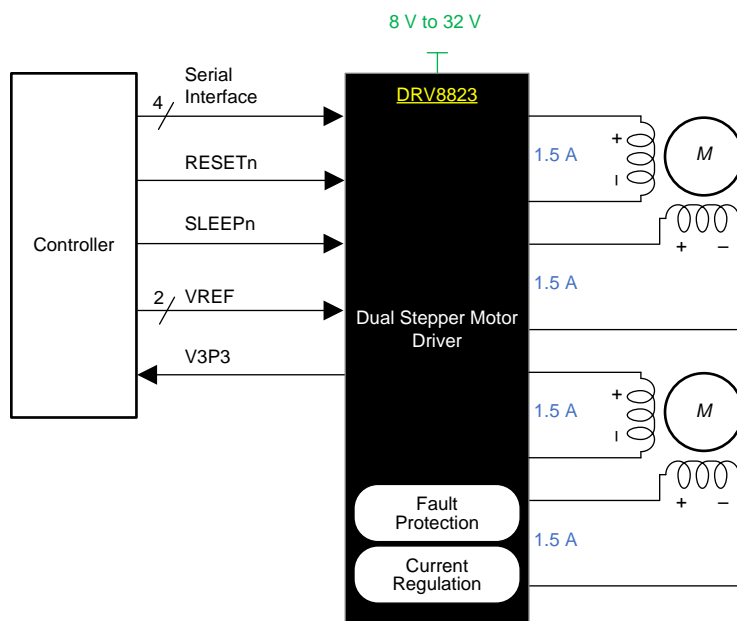 8 V to 32 V
DRV8823
Controller
4
Serial
Interface
RESETn
SLEEPn
2
VREF
V3P3
Dual Stepper Motor
Driver
Fault
Protection
Current
Regulation
1.5 A
+
–
M
+ –
1.5 A
1.5 A
+
–
M
+ –
1.5 A